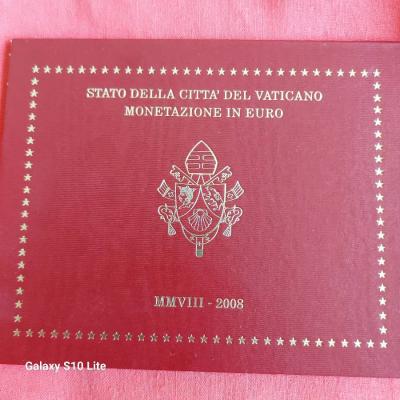 STATO DELLA CITTA' DEL VATICANO
MONETAZIONE IN EURO
MMVIII - 2008
Galaxy S10 Lite